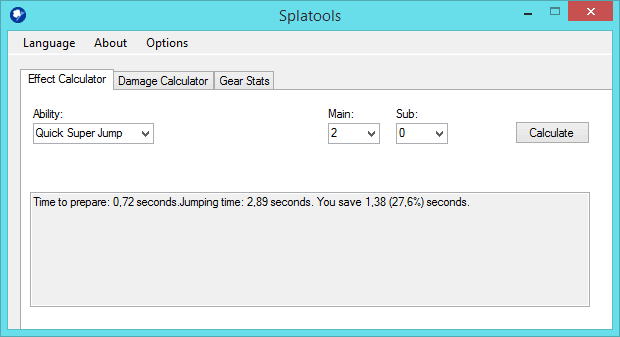 Splatools
Language About Options
Effect Calculator Damage Calculator Gear Stats
Ability: Main: Sub:
Quick Super Jump 2 0 Calculate
Time to prepare: 0,72 seconds.Jumping time: 2,89 seconds. You save 1,38 (27,6%) seconds.